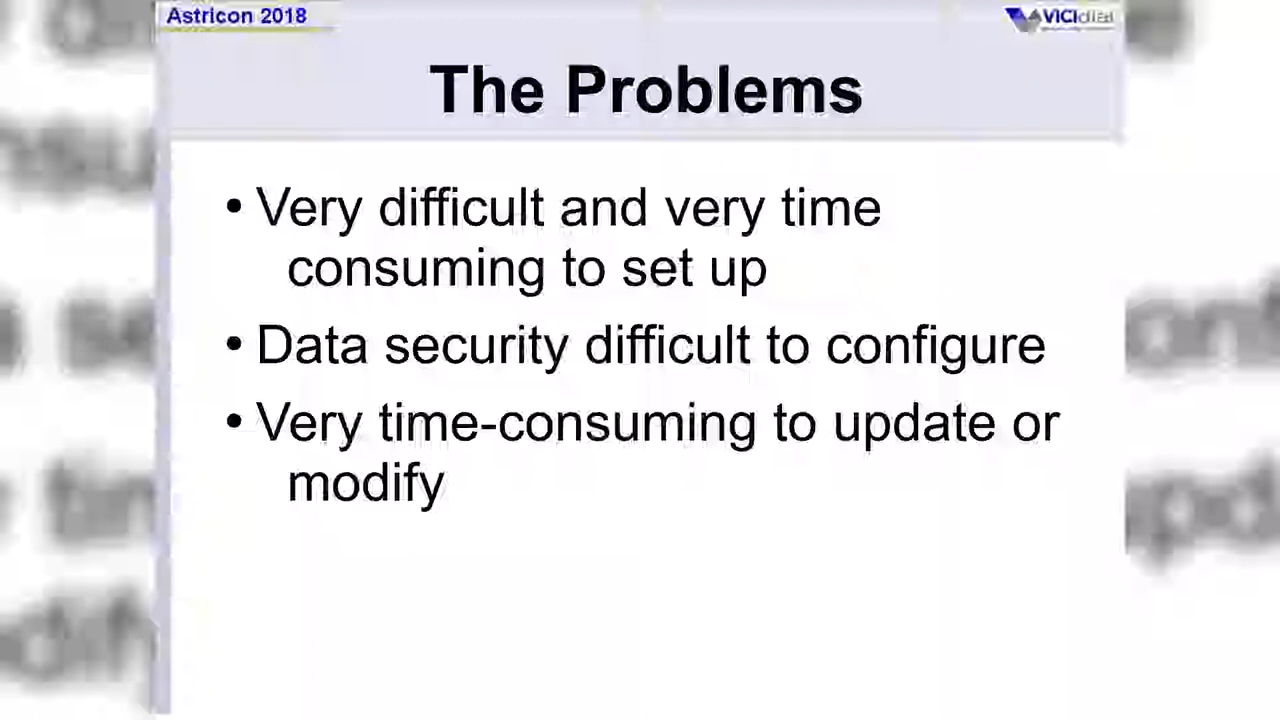 Astricon 2018
VICIdial
The Problems
• Very difficult and very time
consuming to set up
• Data security difficult to configure
• Very time-consuming to update or
modify